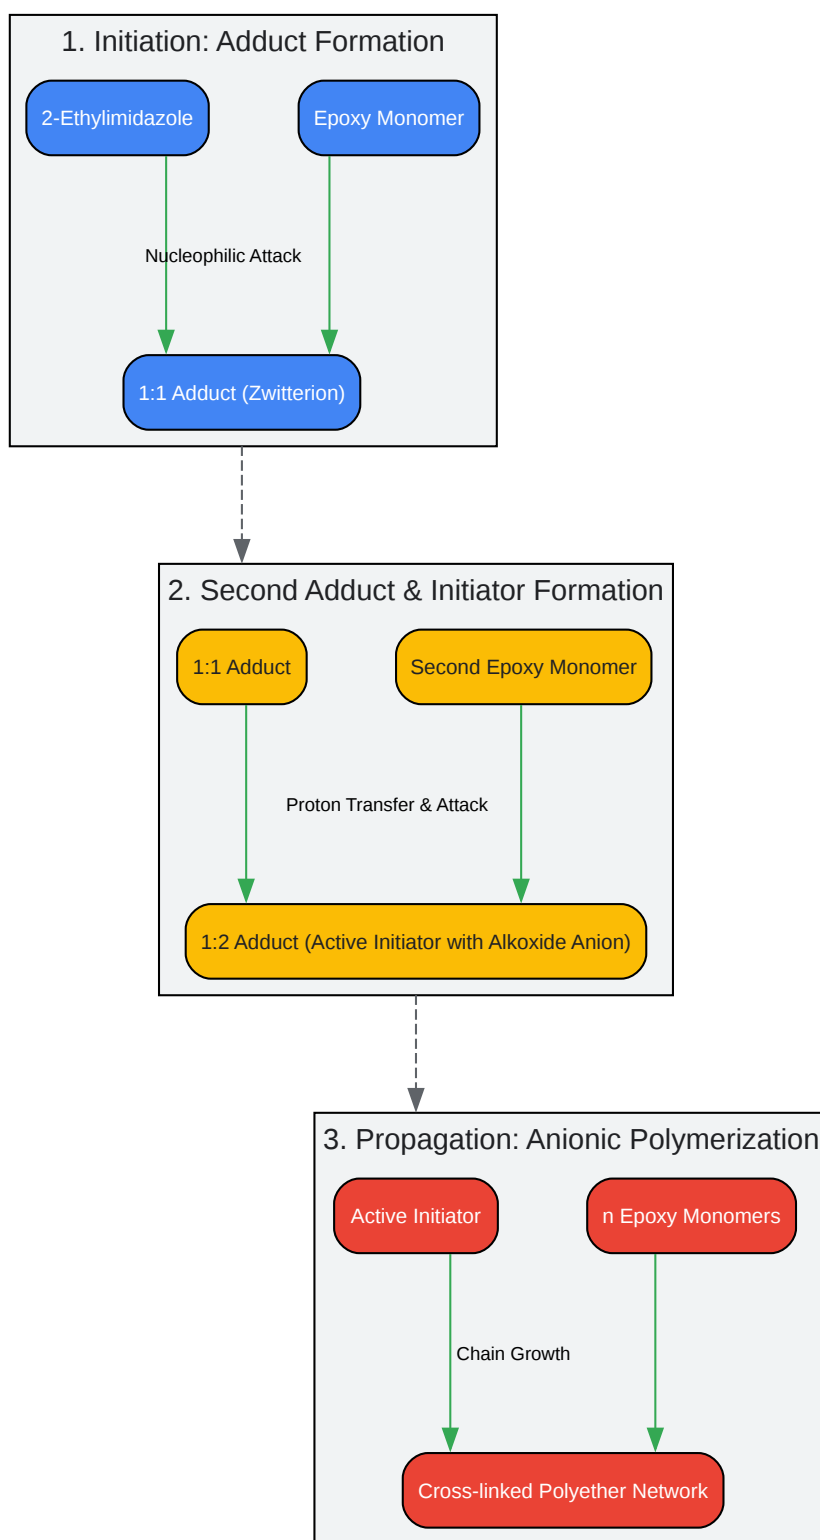 1. Initiation: Adduct Formation
2-Ethylimidazole
Epoxy Monomer
Nucleophilic Attack
1:1 Adduct (Zwitterion)
2. Second Adduct & Initiator Formation
1:1 Adduct
Second Epoxy Monomer
Proton Transfer & Attack
1:2 Adduct (Active Initiator with Alkoxide Anion)
3. Propagation: Anionic Polymerization
Active Initiator
n Epoxy Monomers
Chain Growth
Cross-linked Polyether Network